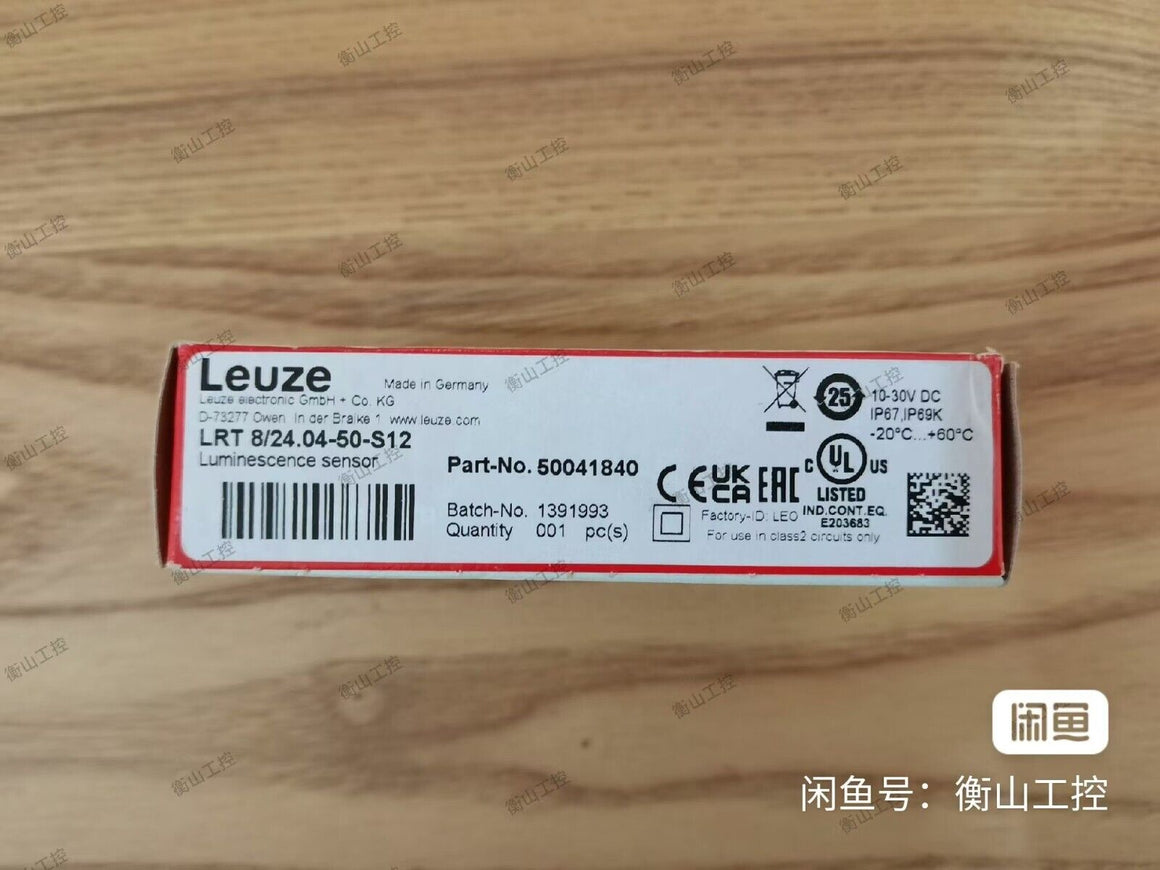 Leuze
Made in Germany
Leuze electronic GmbH + Co. KG
D-73277 Owen In der Braike 1 www.leuze.com
LRT 8/24.04-50-S12
Luminescence sensor
Part-No. 50041840
Batch-No. 1391993
Quantity 001 pc(s)
25
10-30V DC
IP67,IP69K
-20°C...+60°C
CE UKCA EAC
C UL US
LISTED
IND.CONT.EQ.
E203683
Factory-ID: LEO
For use in class2 circuits only
闲鱼
闲鱼号：衡山工控
衡山工控